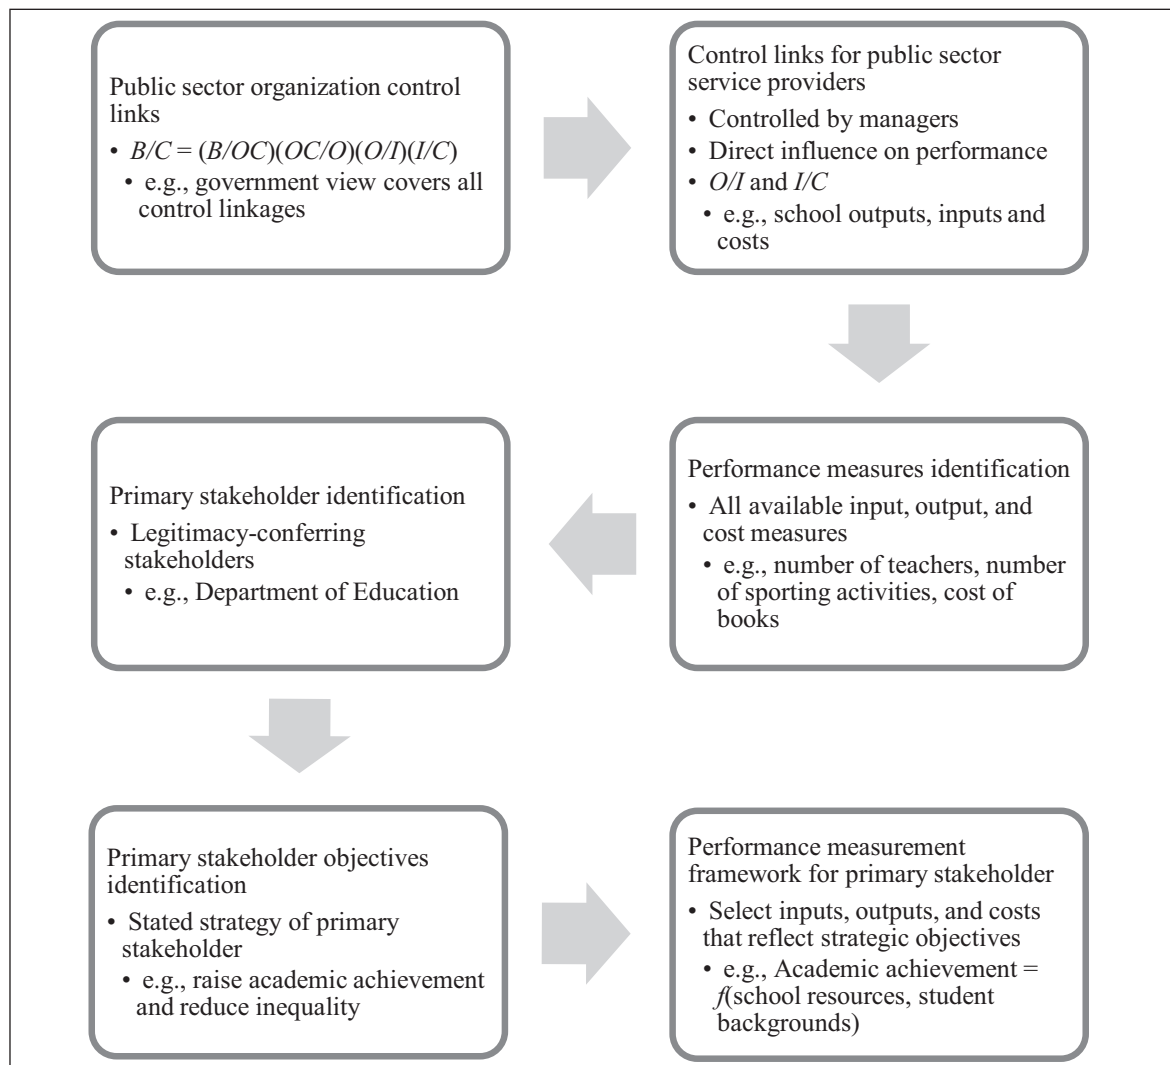 Public sector organization control
links
• B/C = (B/OC)(OC/O)(O/I)(I/C)
• e.g., government view covers all
control linkages
Control links for public sector
service providers
• Controlled by managers
• Direct influence on performance
• O/I and I/C
• e.g., school outputs, inputs and
costs
Performance measures identification
• All available input, output, and
cost measures
• e.g., number of teachers, number
of sporting activities, cost of
books
Primary stakeholder identification
• Legitimacy-conferring
stakeholders
• e.g., Department of Education
Primary stakeholder objectives
identification
• Stated strategy of primary
stakeholder
• e.g., raise academic achievement
and reduce inequality
Performance measurement
framework for primary stakeholder
• Select inputs, outputs, and costs
that reflect strategic objectives
• e.g., Academic achievement =
f(school resources, student
backgrounds)